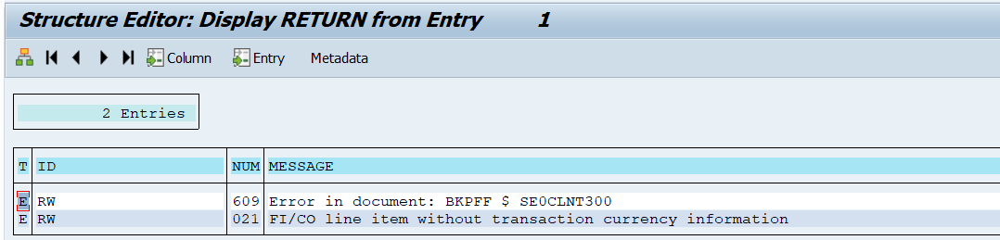 Structure Editor: Display RETURN from Entry 1
Column Entry Metadata
2 Entries
T ID NUM MESSAGE
E RW 609 Error in document: BKPFF $ SE0CLNT300
E RW 021 FI/CO line item without transaction currency information